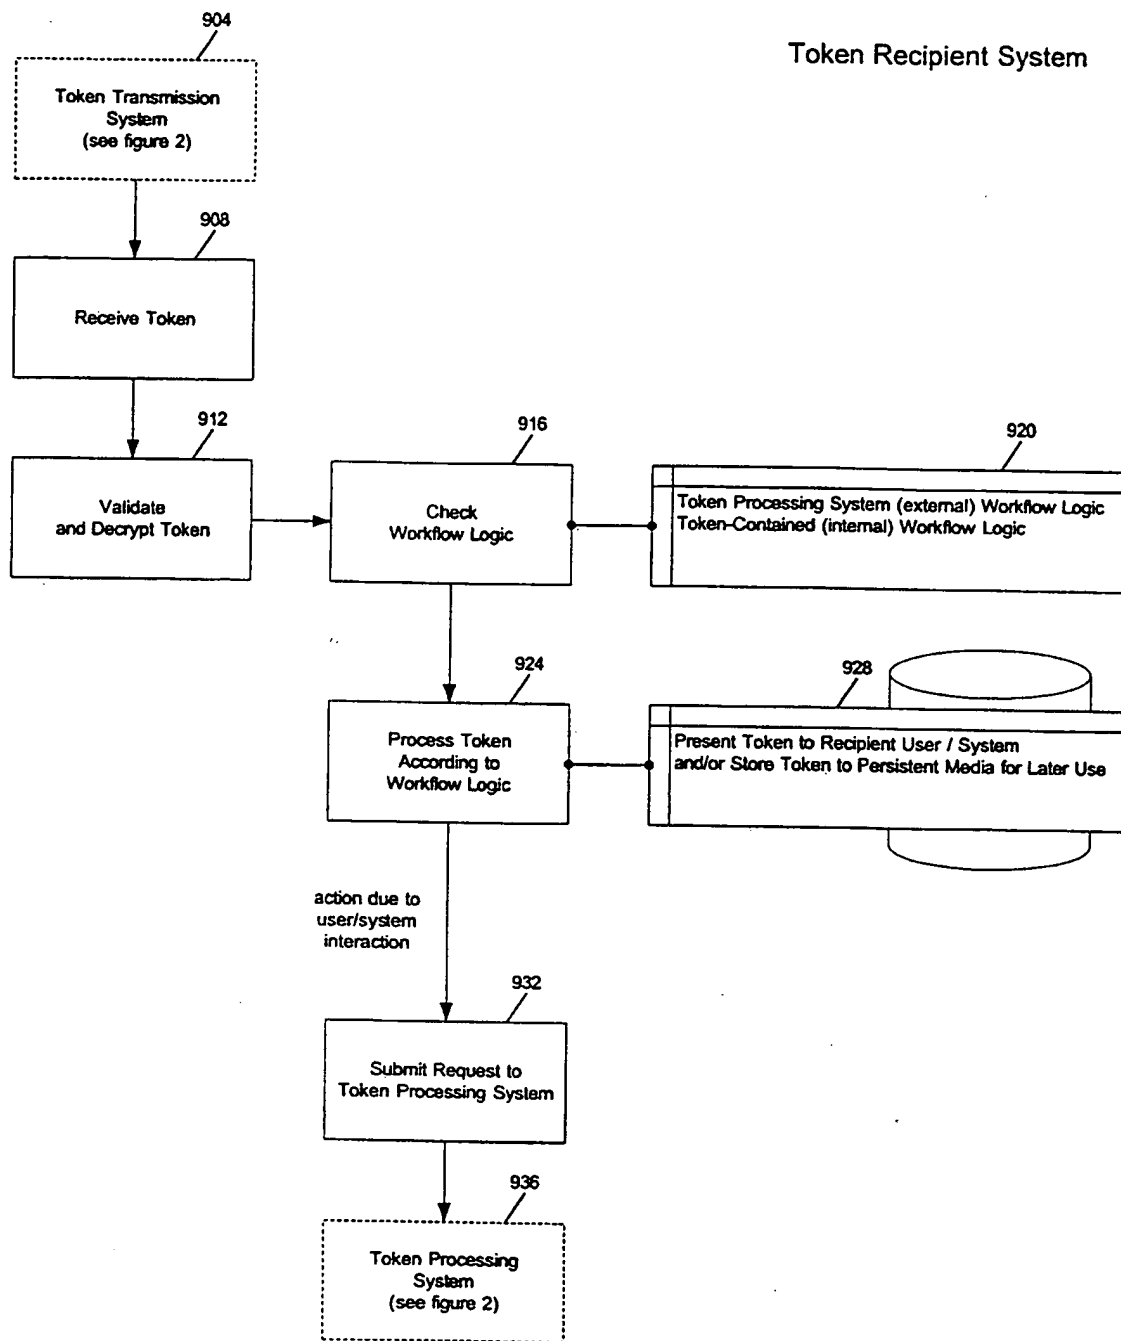 904
Token Recipient System
Token Transmission
System
(see figure 2)
908
Receive Token
912
Validate
and Decrypt Token
916
Check
Workflow Logic
920
Token Processing System (external) Workflow Logic
Token-Contained (internal) Workflow Logic
924
Process Token
According to
Workflow Logic
928
Present Token to Recipient User / System
and/or Store Token to Persistent Media for Later Use
action due to
user/system
interaction
932
Submit Request to
Token Processing System
936
Token Processing
System
(see figure 2)